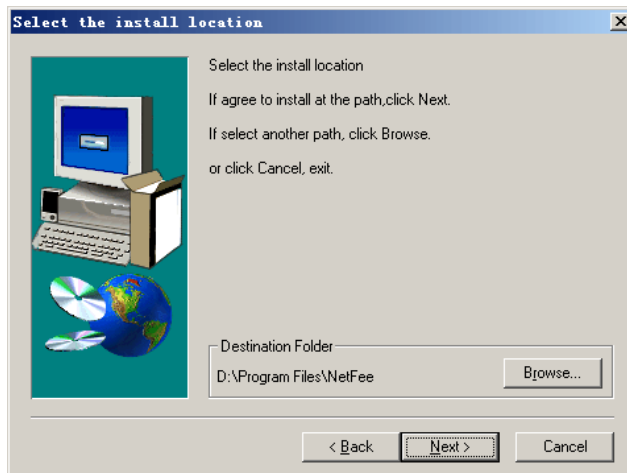 Select the install location
Select the install location
If agree to install at the path,click Next.
If select another path, click Browse.
or click Cancel, exit.
Destination Folder
D:\Program Files\NetFee
Browse...
< Back
Next >
Cancel